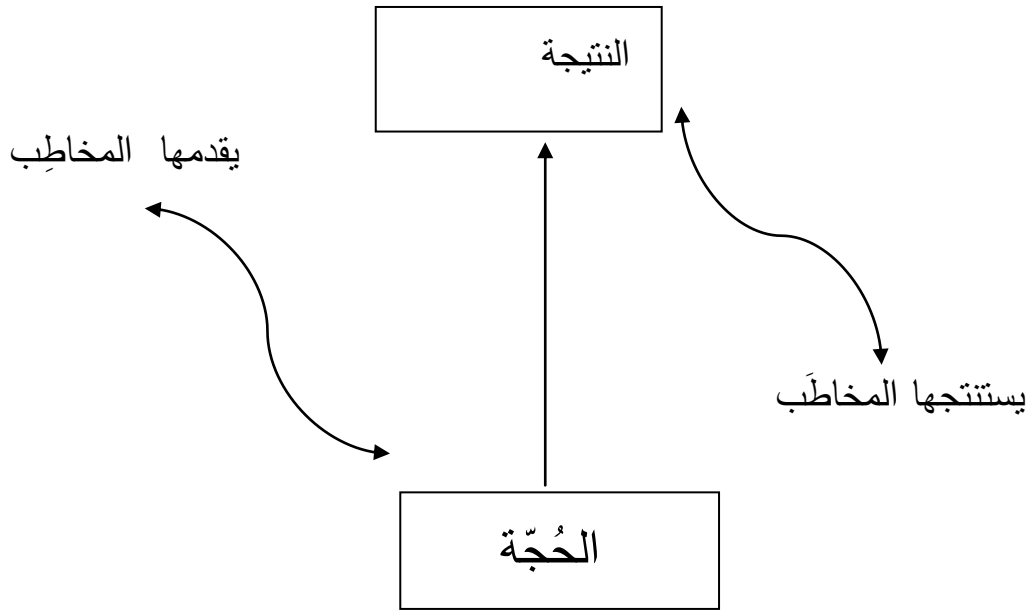 النتيجة
يقدمها المخاطِب
يستنتجها المخاطَب
الحُجّة